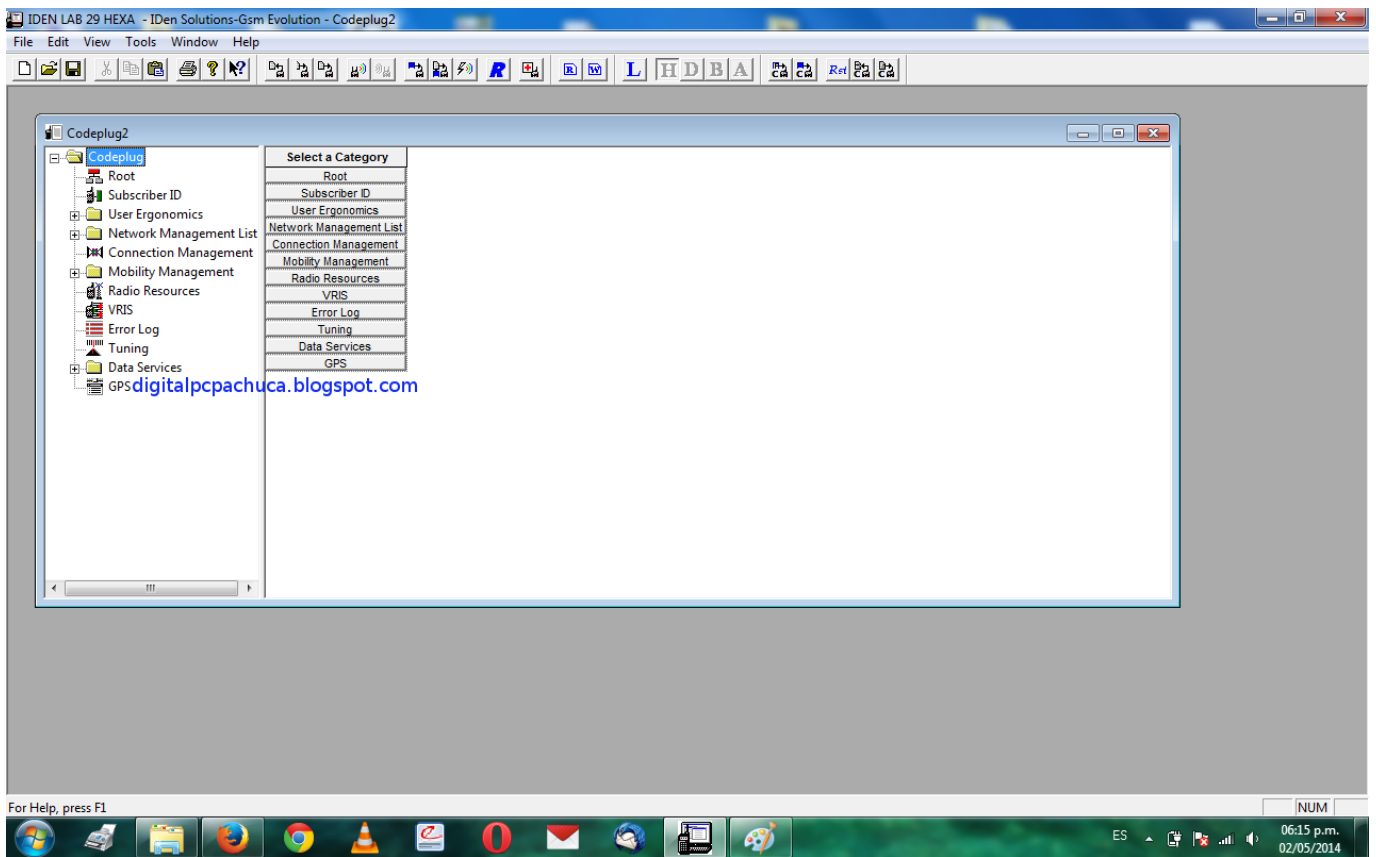 IDEN LAB 29 HEXA - IDen Solutions-Gsm Evolution - Codeplug2
File Edit View Tools Window Help
R W L H D B A Rst
Codeplug2
Codeplug
Root
Subscriber ID
User Ergonomics
Network Management List
Connection Management
Mobility Management
Radio Resources
VRIS
Error Log
Tuning
Data Services
GPS
Select a Category
Root
Subscriber ID
User Ergonomics
Network Management List
Connection Management
Mobility Management
Radio Resources
VRIS
Error Log
Tuning
Data Services
GPS
digitalpcpachuca.blogspot.com
For Help, press F1
NUM
ES
06:15 p.m.
02/05/2014